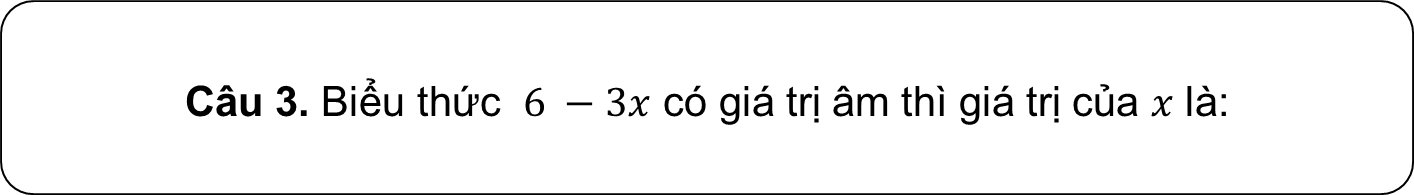 Câu 3. Biểu thức 6 − 3x có giá trị âm thì giá trị của x là: